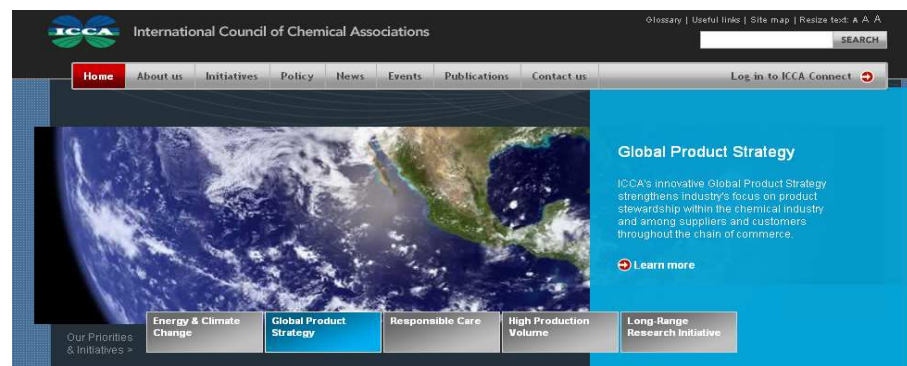 Glossary | Useful links | Site map | Resize text: A A A
ICCA
International Council of Chemical Associations
SEARCH
Home About us Initiatives Policy News Events Publications Contact us Log in to ICCA Connect
Global Product Strategy
ICCA's innovative Global Product Strategy
strengthens industry's focus on product
stewardship within the chemical industry
and among suppliers and customers
throughout the chain of commerce.
Learn more
Our Priorities
& Initiatives >
Energy & Climate
Change
Global Product
Strategy
Responsible Care
High Production
Volume
Long-Range
Research Initiative